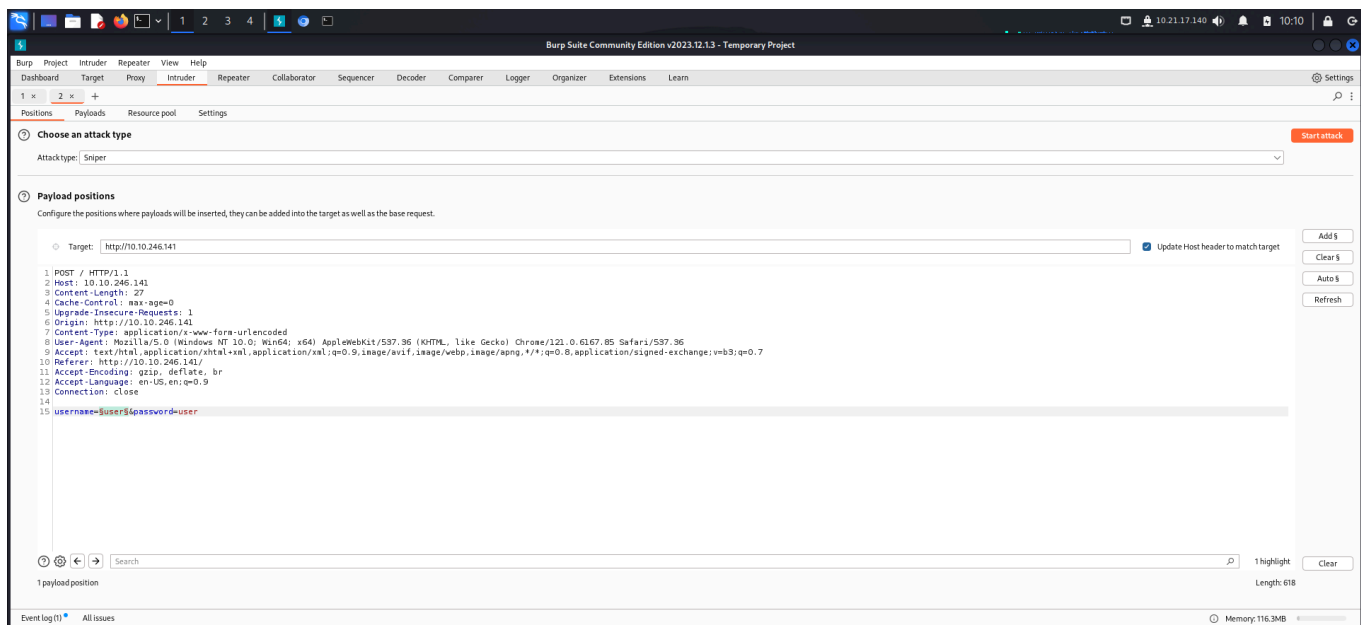 1 2 3 4 10.21.17.140 10:10
Burp Suite Community Edition v2023.12.1.3 - Temporary Project
Burp Project Intruder Repeater View Help
Dashboard Target Proxy Intruder Repeater Collaborator Sequencer Decoder Comparer Logger Organizer Extensions Learn Settings
1 × 2 × +
Positions Payloads Resource pool Settings
? Choose an attack type Start attack
Attack type: Sniper
? Payload positions
Configure the positions where payloads will be inserted, they can be added into the target as well as the base request.
Target: http://10.10.246.141 Update Host header to match target Add §
Clear §
Auto §
Refresh
1 POST / HTTP/1.1
2 Host: 10.10.246.141
3 Content-Length: 27
4 Cache-Control: max-age=0
5 Upgrade-Insecure-Requests: 1
6 Origin: http://10.10.246.141
7 Content-Type: application/x-www-form-urlencoded
8 User-Agent: Mozilla/5.0 (Windows NT 10.0; Win64; x64) AppleWebKit/537.36 (KHTML, like Gecko) Chrome/121.0.6167.85 Safari/537.36
9 Accept: text/html,application/xhtml+xml,application/xml;q=0.9,image/avif,image/webp,image/apng,*/*;q=0.8,application/signed-exchange;v=b3;q=0.7
10 Referer: http://10.10.246.141/
11 Accept-Encoding: gzip, deflate, br
12 Accept-Language: en-US,en;q=0.9
13 Connection: close
14
15 username=§user§&password=user
? Search 1 highlight Clear
1 payload position Length: 618
Event log (1) All issues Memory: 116.3MB